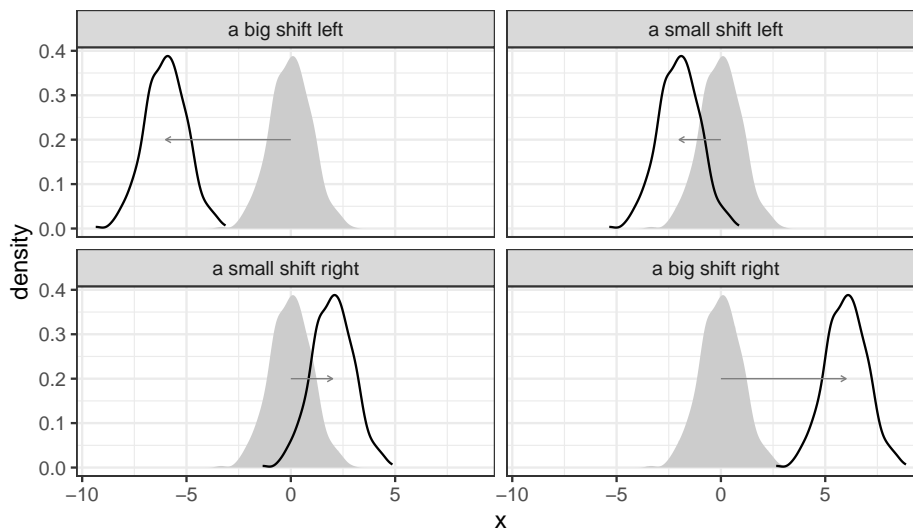 a big shift left
a small shift left
0.4
0.3
0.2
0.1
0.0
a small shift right
a big shift right
0.4
0.3
0.2
0.1
0.0
density
−10 −5 0 5 −10 −5 0 5
x